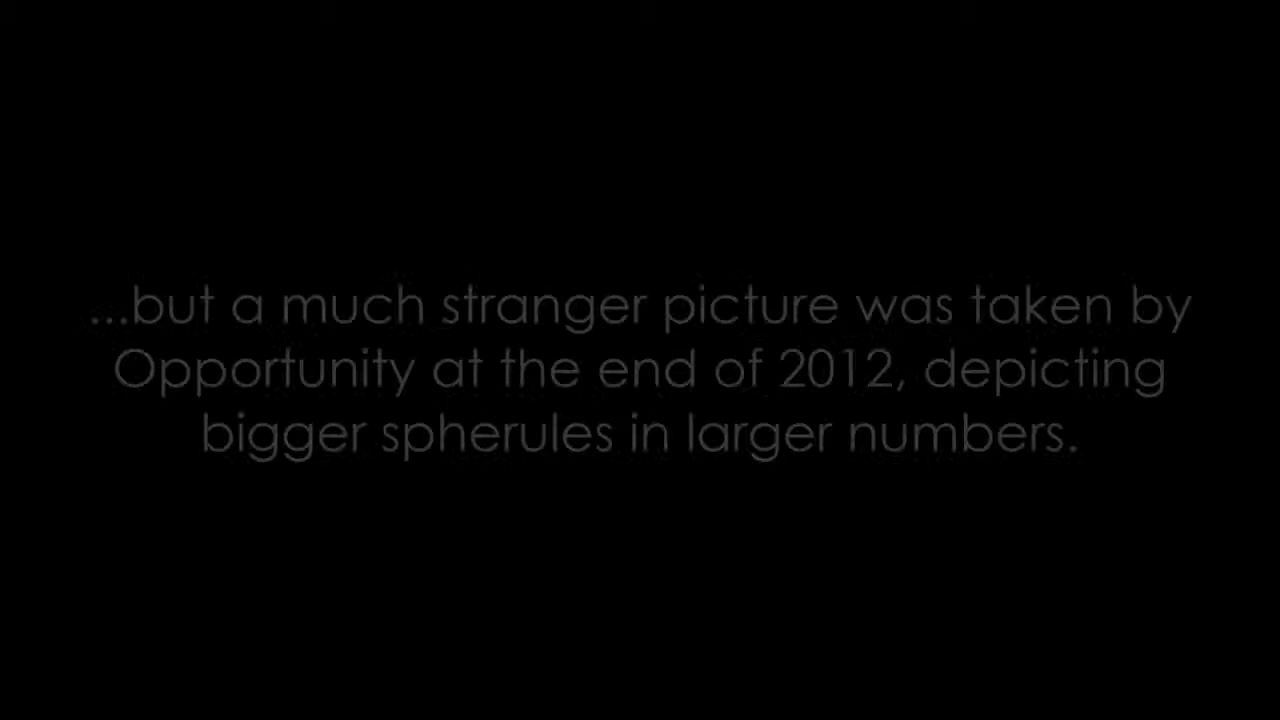 ...but a much stranger picture was taken by
Opportunity at the end of 2012, depicting
bigger spherules in larger numbers.